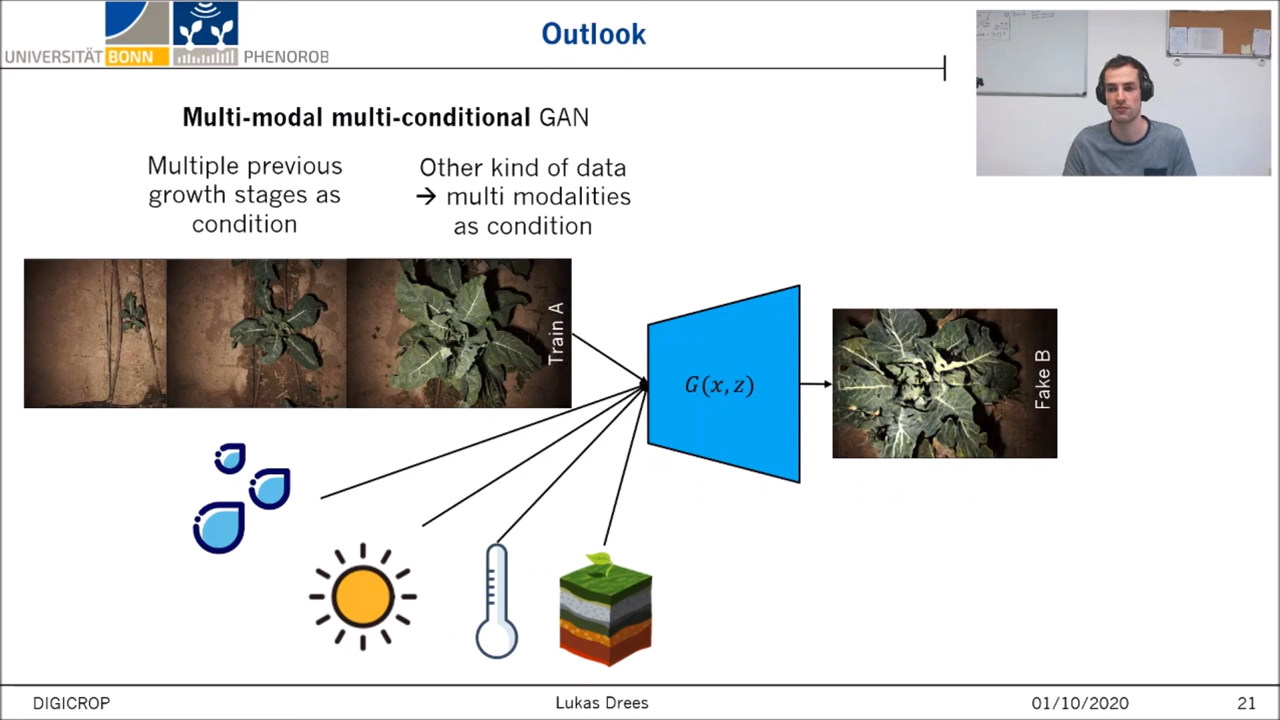 Outlook
UNIVERSITÄT BONN
PHENOROB
Multi-modal multi-conditional GAN
Multiple previous
growth stages as
condition
Other kind of data
→ multi modalities
as condition
Train A
G(x, z)
Fake B
DIGICROP
Lukas Drees
01/10/2020
21